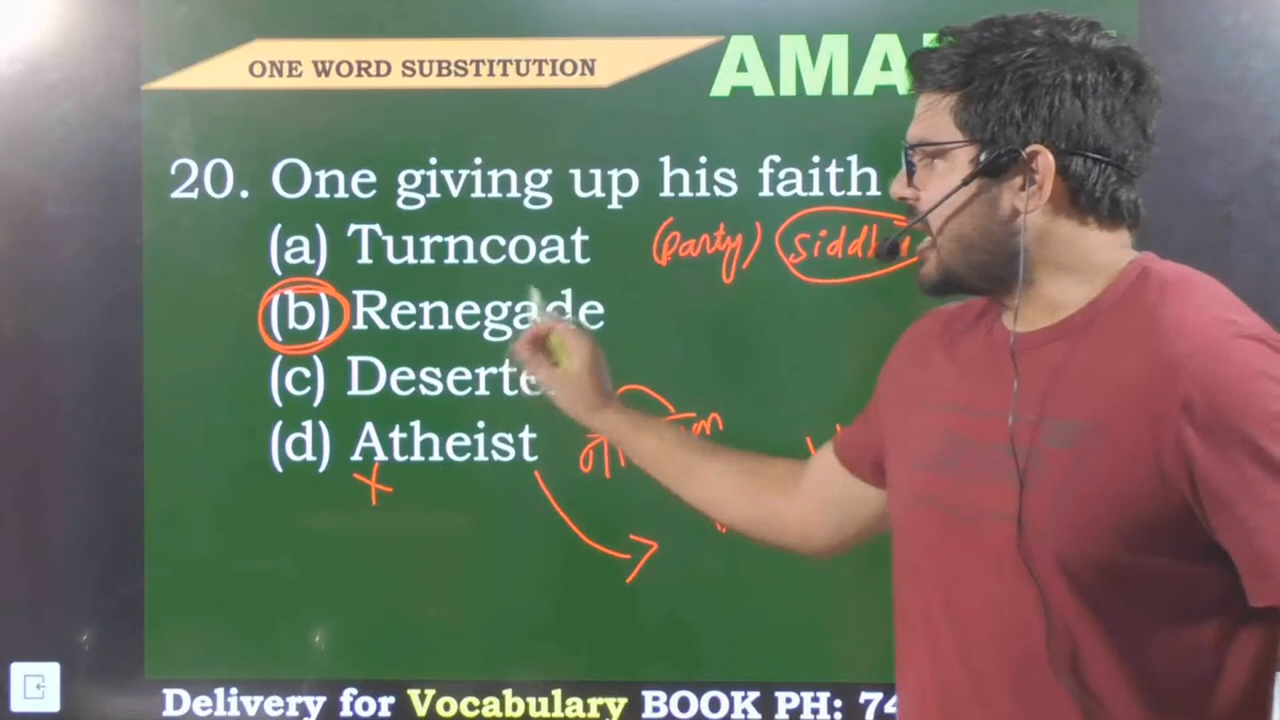 ONE WORD SUBSTITUTION
AMA
20. One giving up his faith
(a) Turncoat (party)
(b) Renegade
(c) Deserte
(d) Atheist
Delivery for Vocabulary BOOK PH: 74